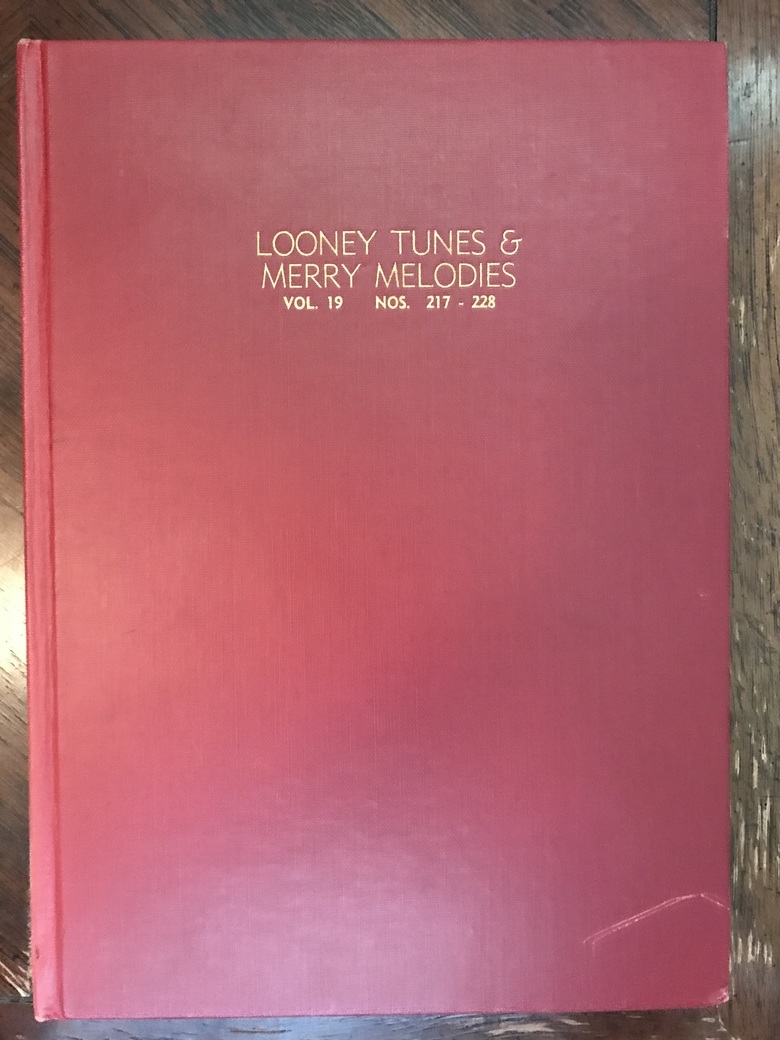 LOONEY TUNES &
MERRY MELODIES
VOL. 19 NOS. 217 - 228